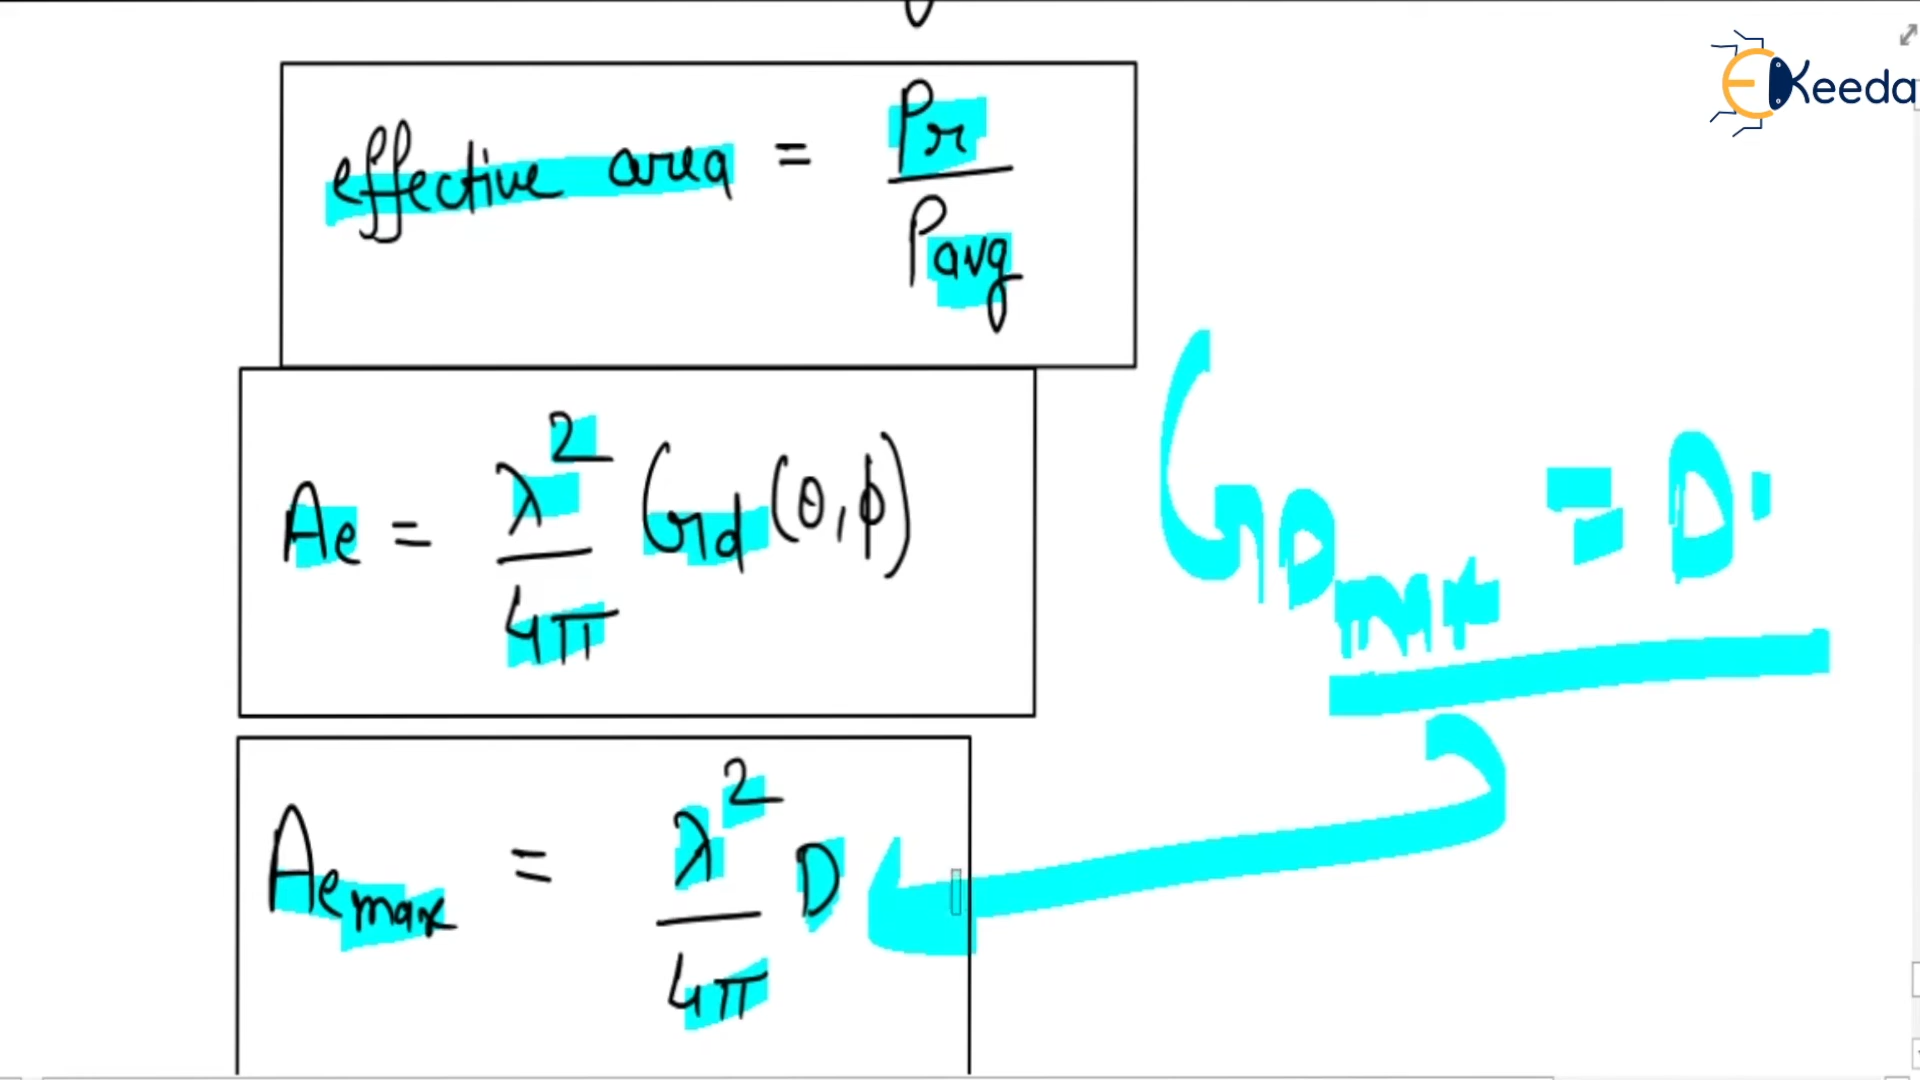 EKeeda
effective area = Pr / Pavg
Ae = λ² / 4π Gd(θ,ϕ)
GDmax = D.
Aemax = λ² / 4π D